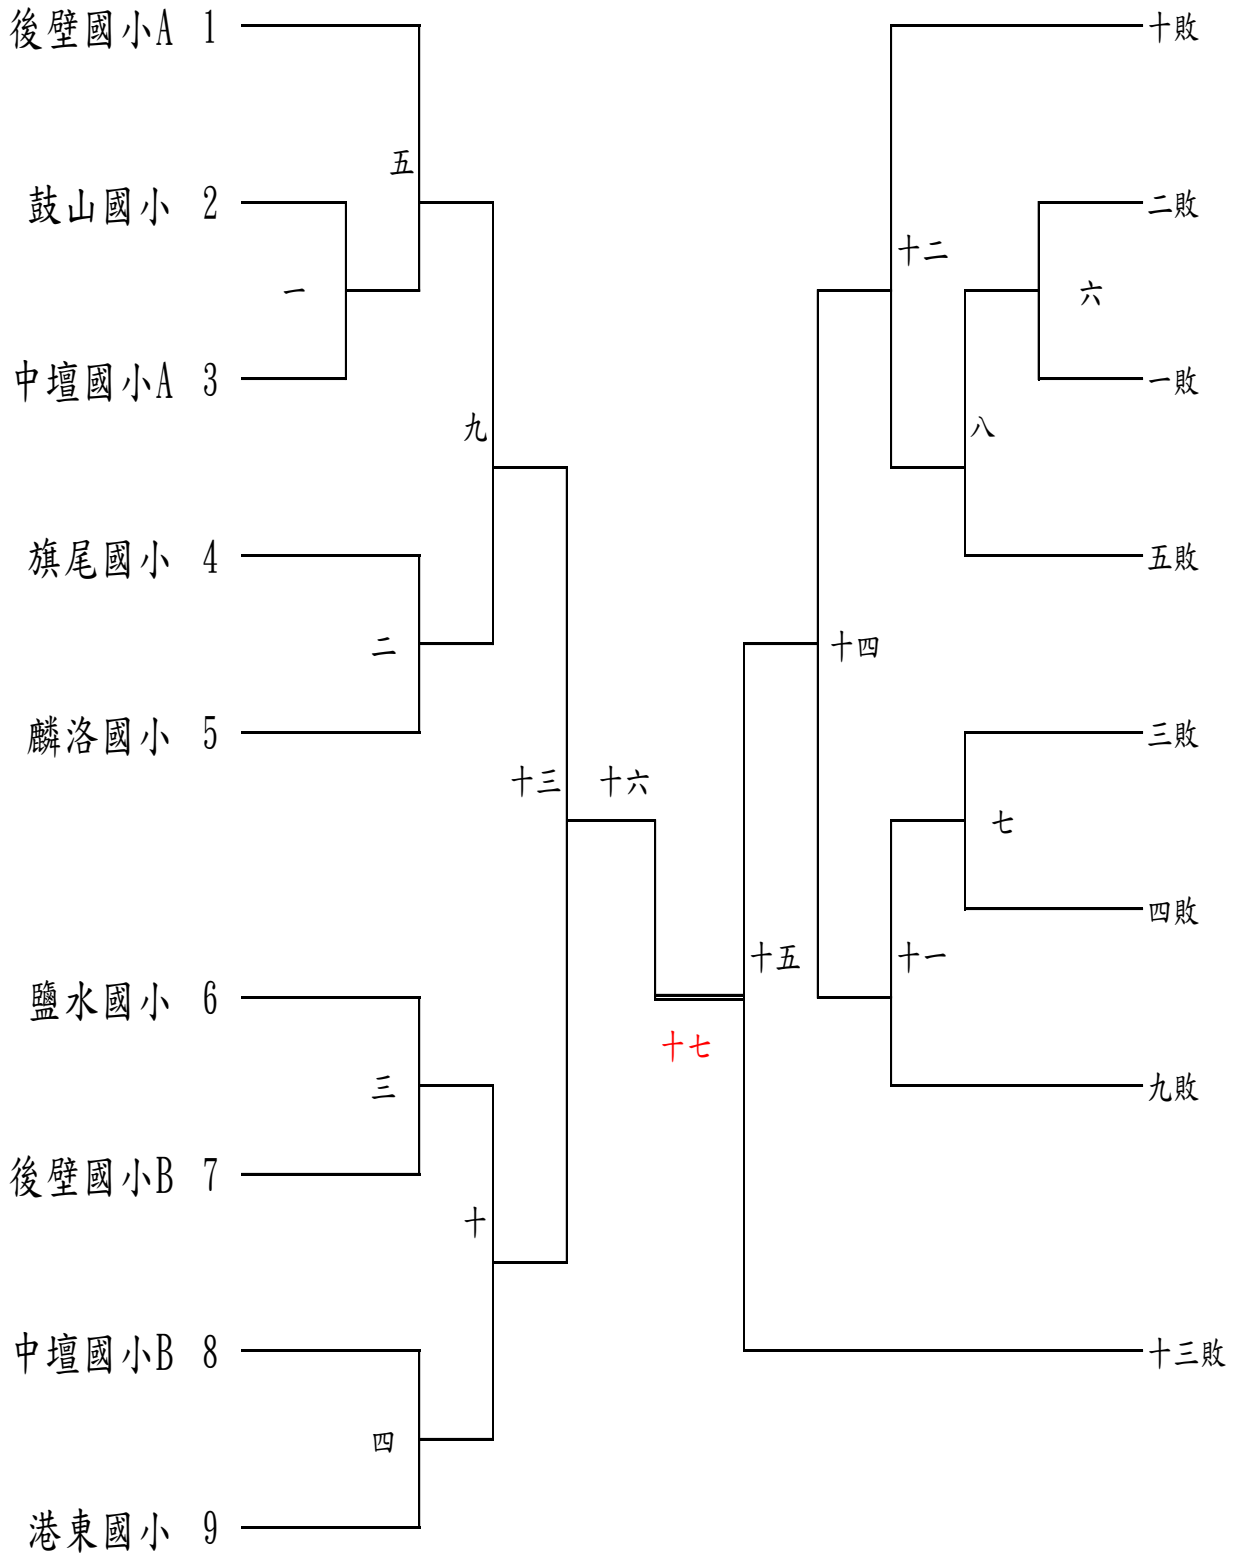 後壁國小A 1
十敗
五
鼓山國小 2
二敗
十二
一
六
中壇國小A 3
一敗
九
八
旗尾國小 4
五敗
二
十四
麟洛國小 5
三敗
十三
十六
七
四敗
十五
十一
鹽水國小 6
十七
三
九敗
後壁國小B 7
十
中壇國小B 8
十三敗
四
港東國小 9